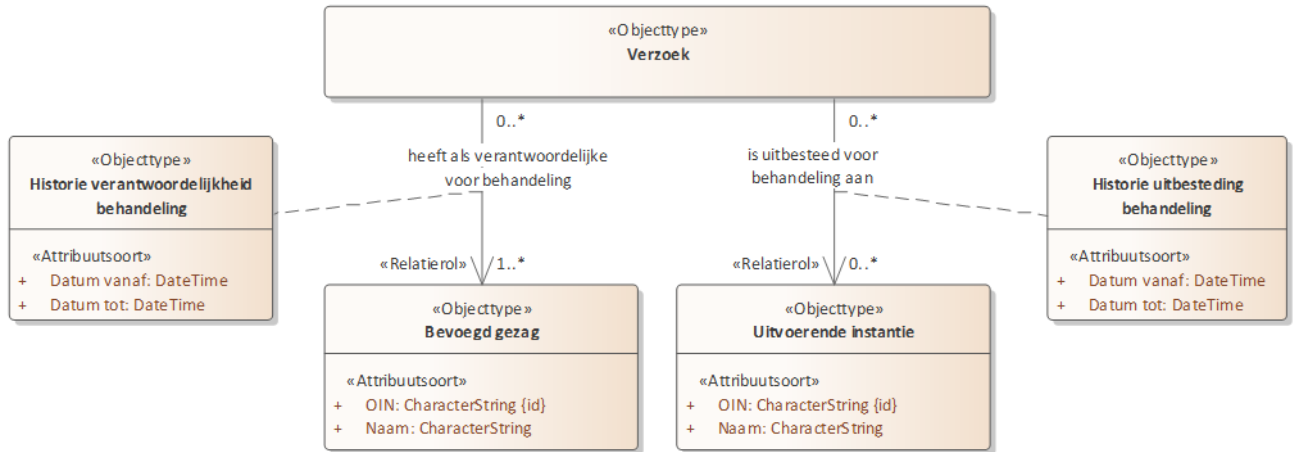 «Objecttype»
Verzoek
0..*
0..*
heeft als verantwoordelijke
voor behandeling
is uitbesteed voor
behandeling aan
«Objecttype»
Historie verantwoordelijkheid
behandeling
«Attribuutsoort»
+ Datum vanaf: DateTime
+ Datum tot: DateTime
«Objecttype»
Historie uitbesteding
behandeling
«Attribuutsoort»
+ Datum vanaf: DateTime
+ Datum tot: DateTime
«Relatierol»
1..*
«Relatierol»
0..*
«Objecttype»
Bevoegd gezag
«Attribuutsoort»
+ OIN: CharacterString {id}
+ Naam: CharacterString
«Objecttype»
Uitvoerende instantie
«Attribuutsoort»
+ OIN: CharacterString {id}
+ Naam: CharacterString